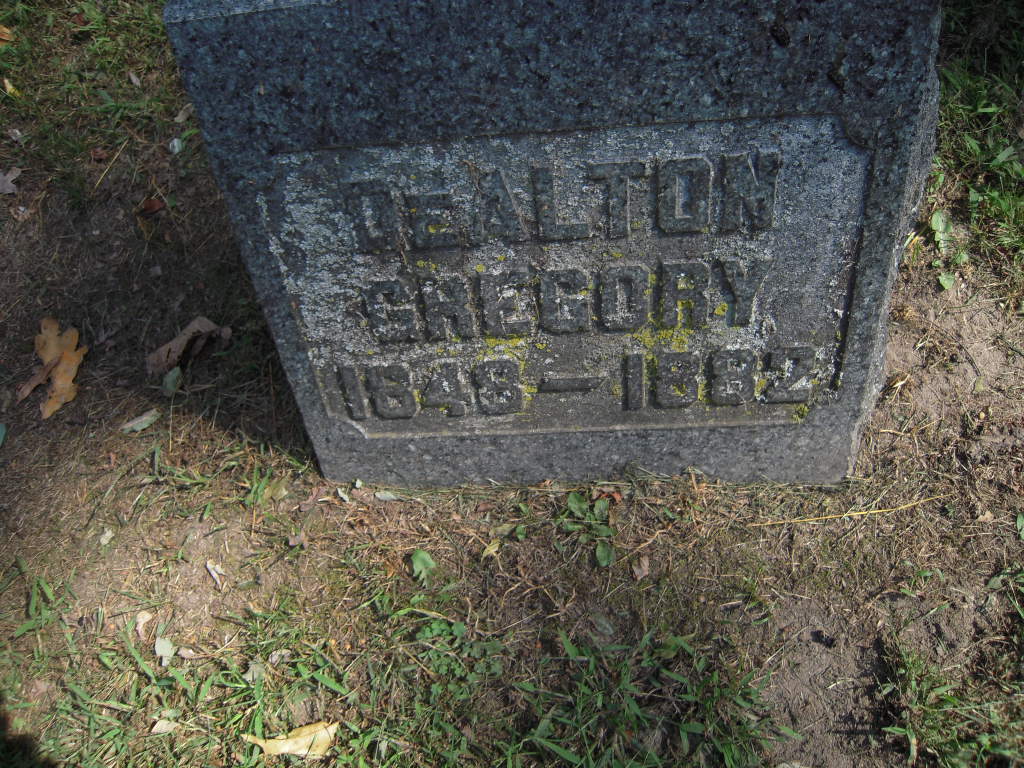 DeALTON
GREGORY
1848 — 1882